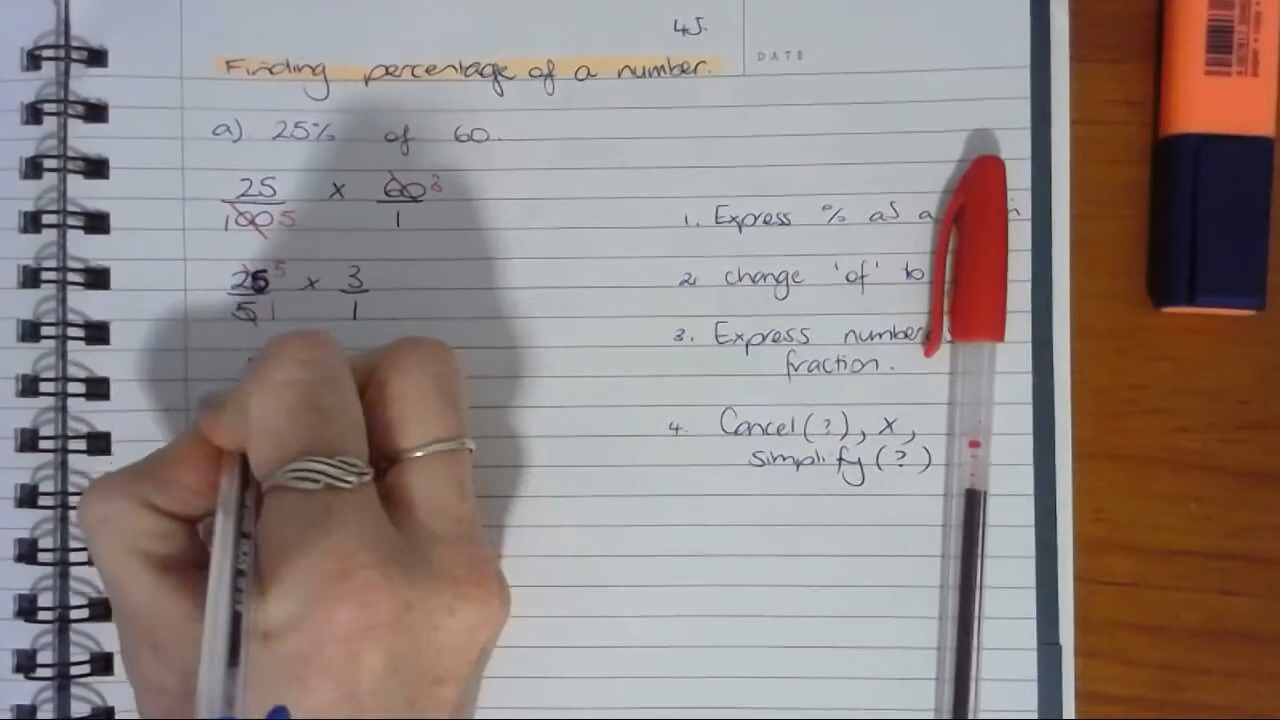 45.
DATE
Finding percentage of a number.
a) 25% of 60.
25 x 60 3
100 5 1
25 5 x 3
5 1 1
1. Express % as a
2. change 'of' to
3. Express number
fraction.
4. Cancel (?), x,
simplify (?)